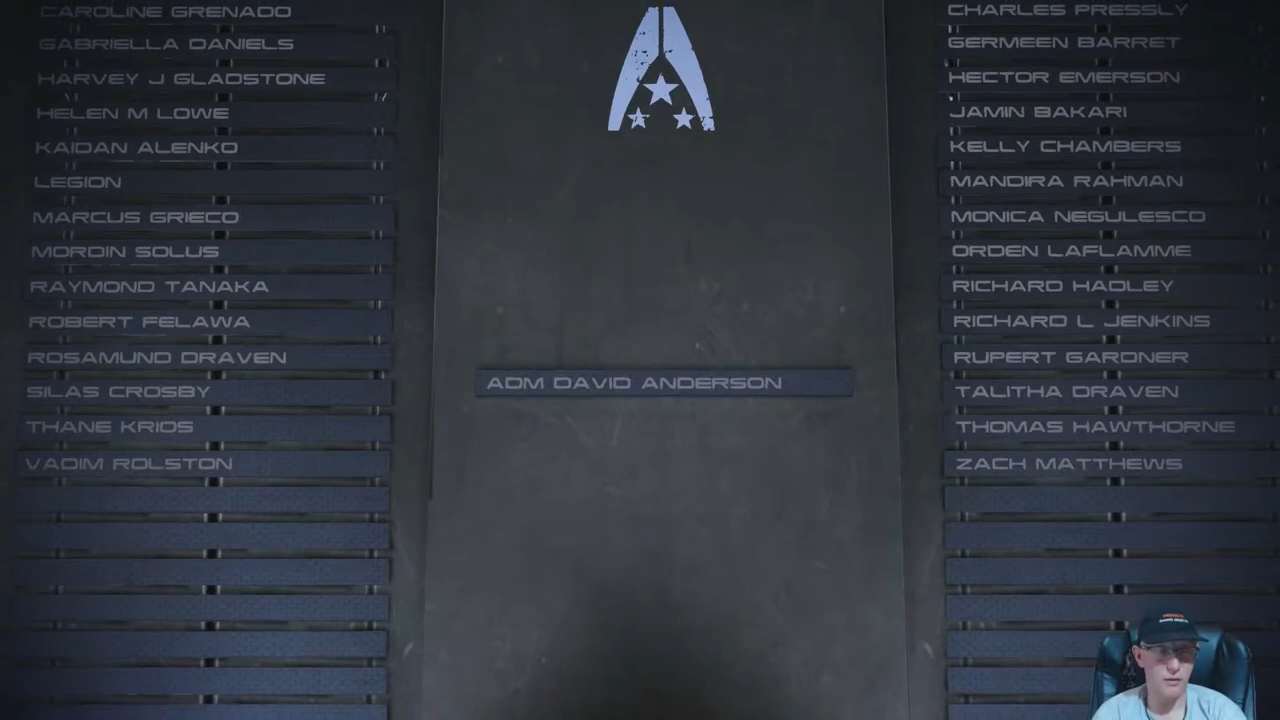 CAROLINE GRENADO
GABRIELLA DANIELS
HARVEY J GLADSTONE
HELEN M LOWE
KAIDAN ALENKO
LEGION
MARCUS GRIECO
MORDIN SOLUS
RAYMOND TANAKA
ROBERT FELAWA
ROSAMUND DRAVEN
SILAS CROSBY
THANE KRIOS
VADIM ROLSTON
ADM DAVID ANDERSON
CHARLES PRESSLY
GERMEEN BARRET
HECTOR EMERSON
JAMIN BAKARI
KELLY CHAMBERS
MANDIRA RAHMAN
MONICA NEGULESCO
ORDEN LAFLAMME
RICHARD HADLEY
RICHARD L JENKINS
RUPERT GARDNER
TALITHA DRAVEN
THOMAS HAWTHORNE
ZACH MATTHEWS